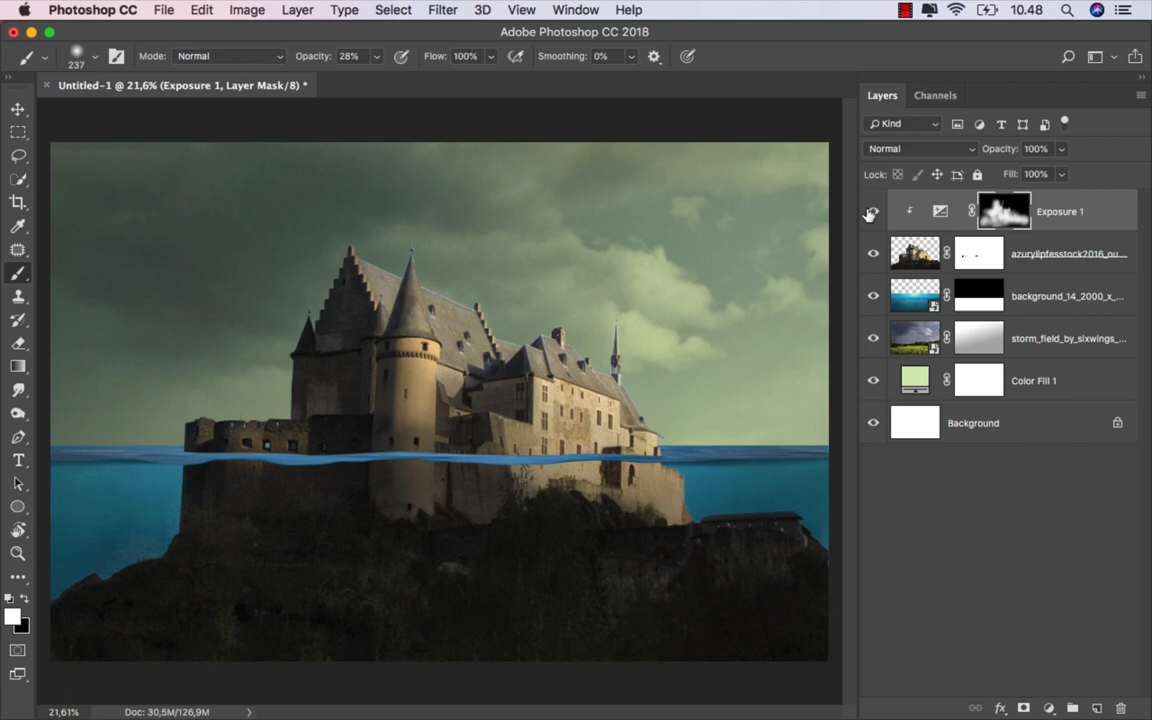 Photoshop CC File Edit Image Layer Type Select Filter 3D View Window Help 10.48
Adobe Photoshop CC 2018
237 Mode: Normal Opacity: 28% Flow: 100% Smoothing: 0%
Untitled-1 @ 21,6% (Exposure 1, Layer Mask/8) *
Layers Channels
Kind
Normal Opacity: 100%
Lock: Fill: 100%
Exposure 1
azurylipfesstock2016_ou...
background_14_2000_x_...
storm_field_by_sixwings_...
Color Fill 1
Background
21,61% Doc: 30,5M/126,9M